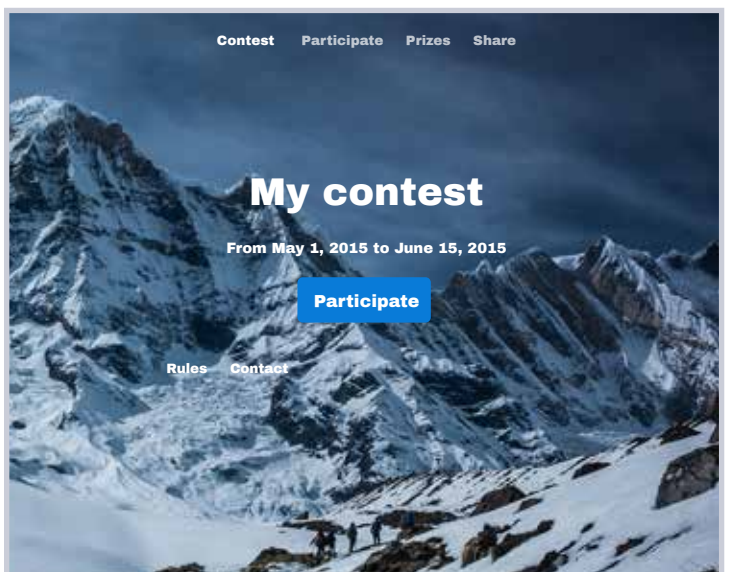 Contest Participate Prizes Share
My contest
From May 1, 2015 to June 15, 2015
Participate
Rules Contact